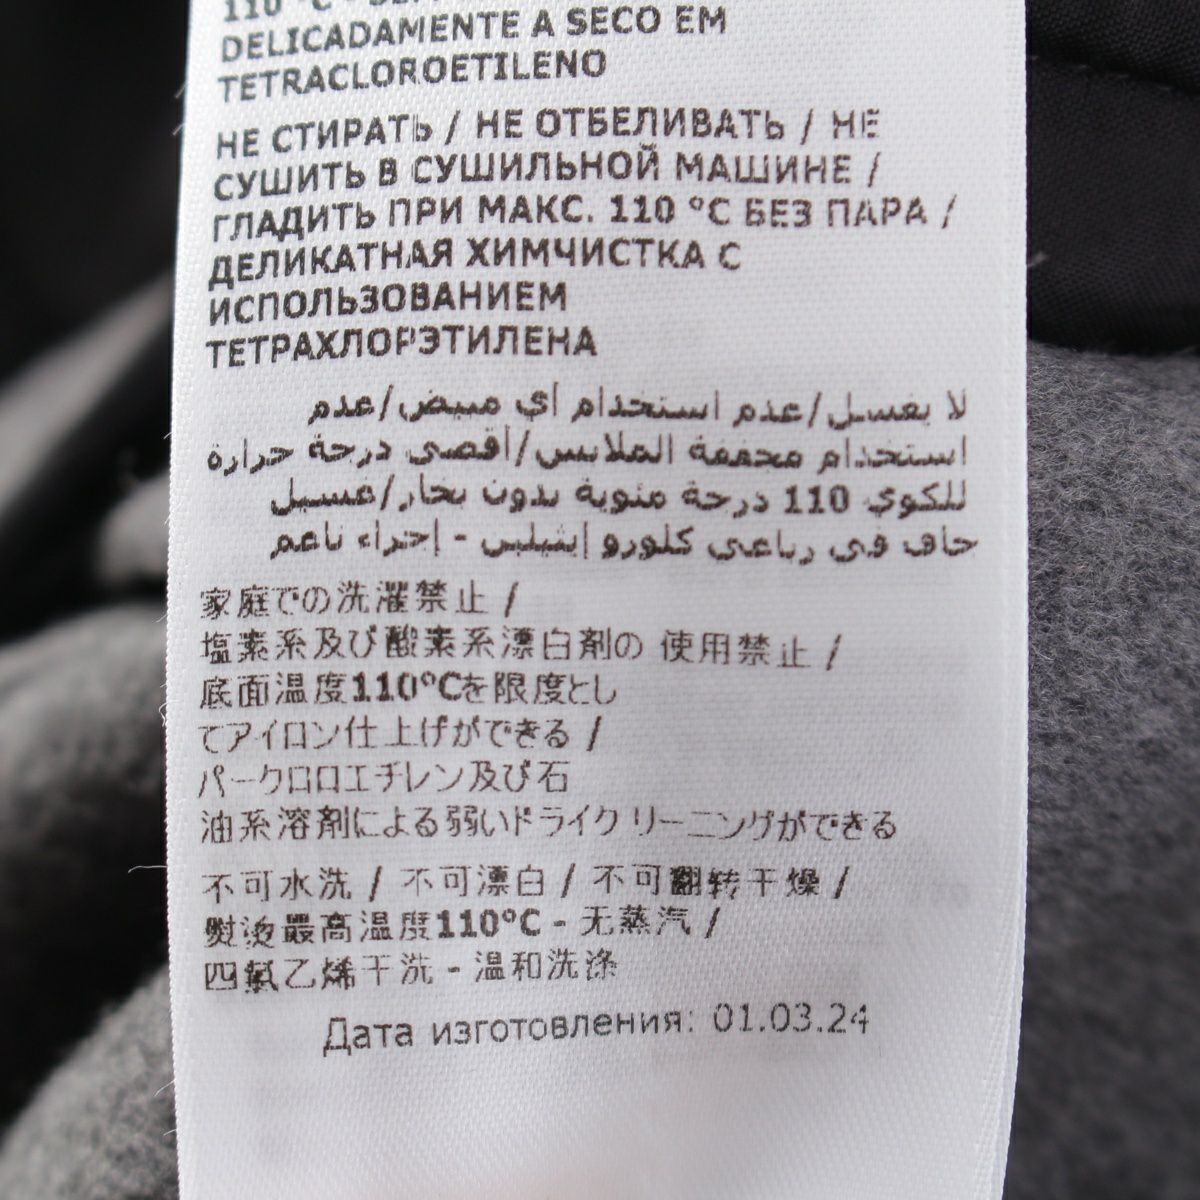 110 °C -
DELICADAMENTE A SECO EM
TETRACLOROETILENO
НЕ СТИРАТЬ / НЕ ОТБЕЛИВАТЬ / НЕ
СУШИТЬ В СУШИЛЬНОЙ МАШИНЕ /
ГЛАДИТЬ ПРИ МАКС. 110 °C БЕЗ ПАРА /
ДЕЛИКАТНАЯ ХИМЧИСТКА С
ИСПОЛЬЗОВАНИЕМ
ТЕТРАХЛОРЭТИЛЕНА
لا يغسل/عدم استخدام أي مبيض/عدم
استخدام مجففة الملابس/أقصى درجة حرارة
للكوي 110 درجة مئوية بدون بخار/غسيل
جاف في رباعي كلورو إيثيلين - إجراء ناعم
家庭での洗濯禁止 /
塩素系及び酸素系漂白剤の 使用禁止 /
底面温度110°Cを限度とし
てアイロン仕上げができる /
パークロロエチレン及び石
油系溶剤による弱いドライクリーニングができる
不可水洗 / 不可漂白 / 不可翻转干燥 /
熨烫最高温度110°C - 无蒸汽 /
四氯乙烯干洗 - 温和洗涤
Дата изготовления: 01.03.24